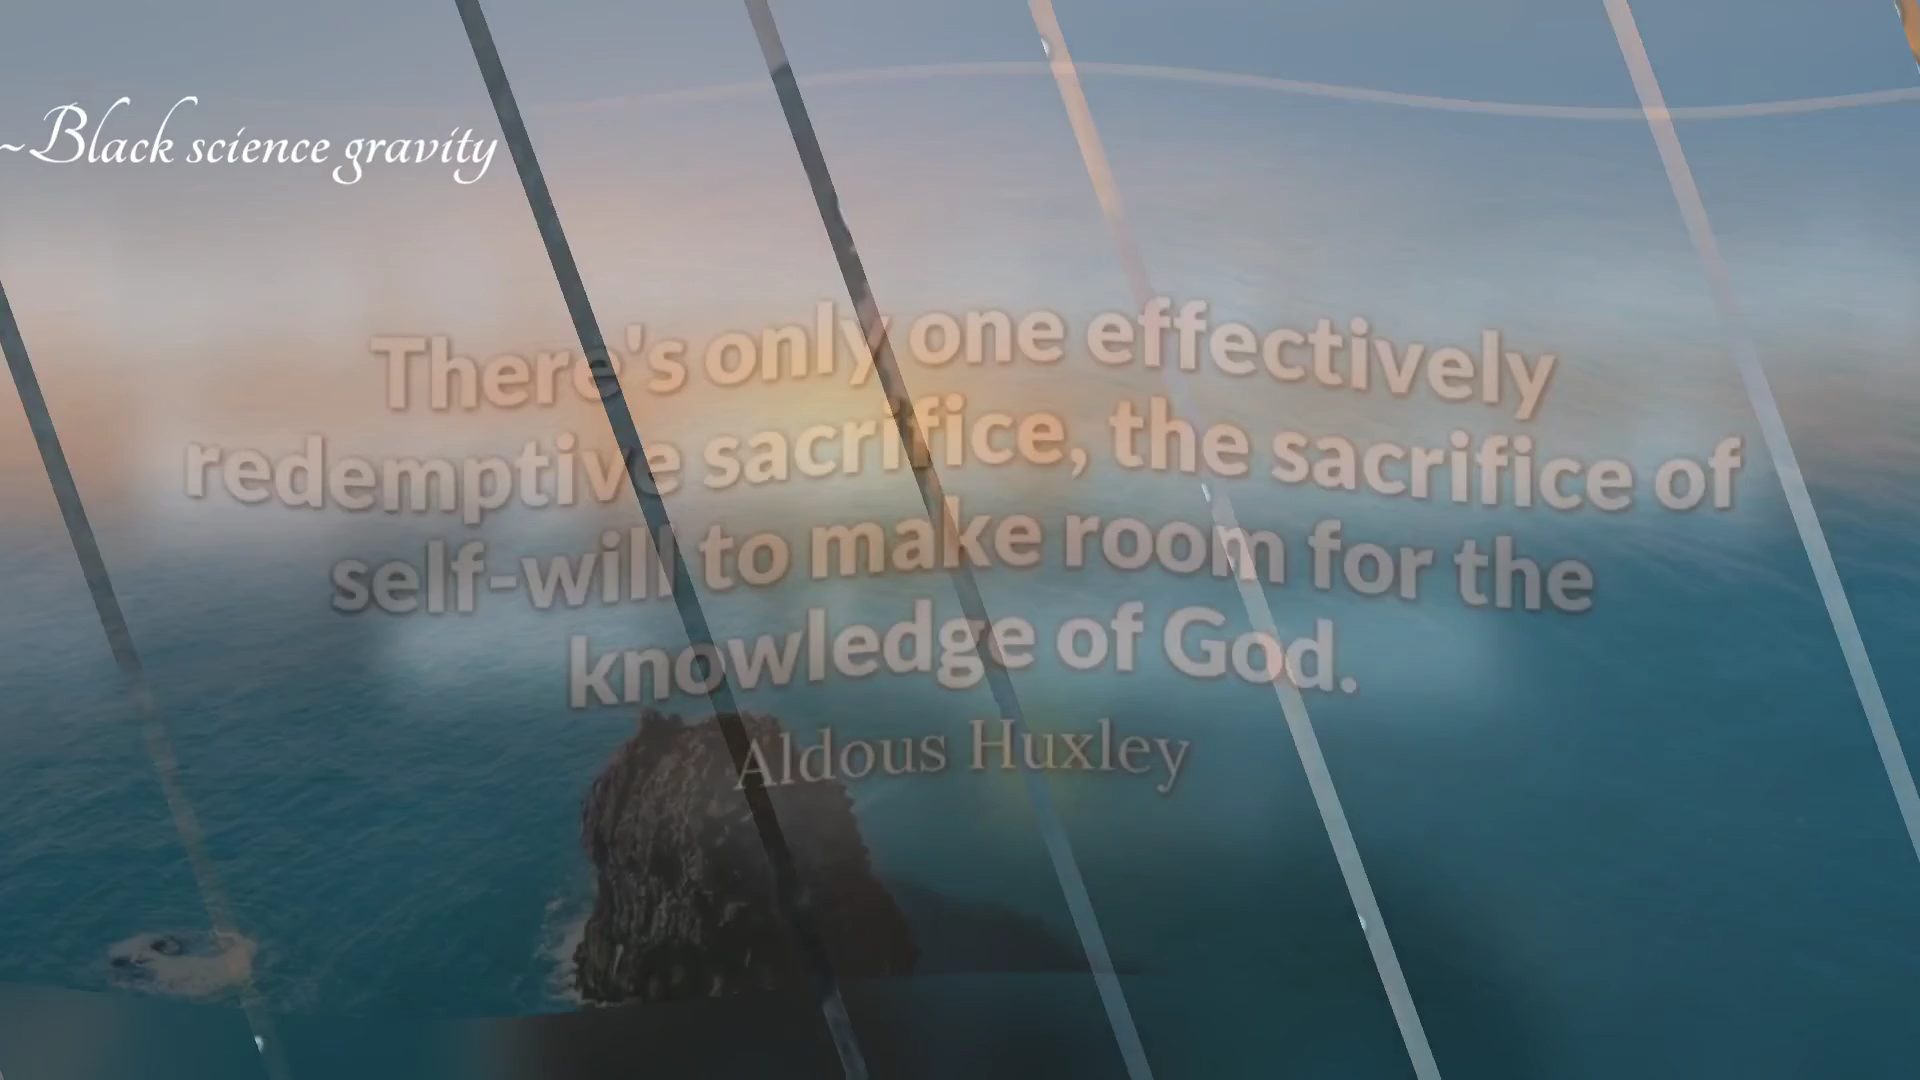 ~Black science gravity
There's only one effectively
redemptive sacrifice, the sacrifice of
self-will to make room for the
knowledge of God.
Aldous Huxley